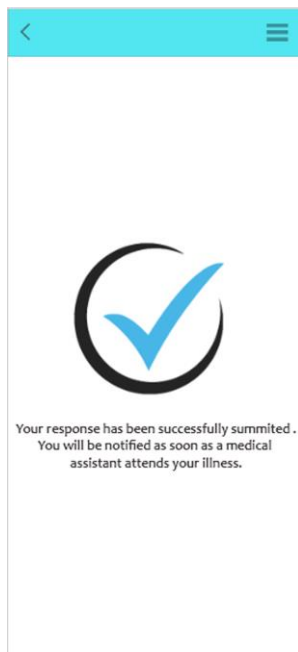 Your response has been successfully summited .
You will be notified as soon as a medical
assistant attends your illness.